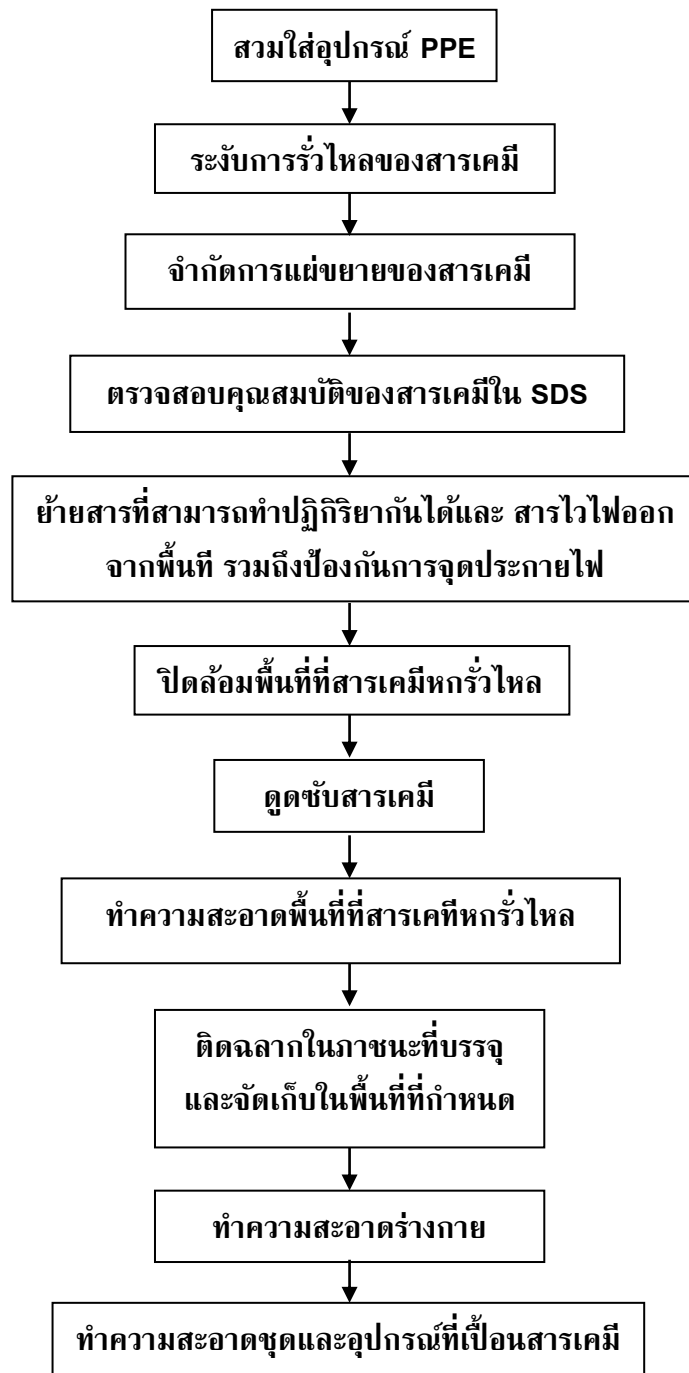 สวมใส่อุปกรณ์ PPE
ระงับการรั่วไหลของสารเคมี
จำกัดการแผ่ขยายของสารเคมี
ตรวจสอบคุณสมบัติของสารเคมีใน SDS
ย้ายสารที่สามารถทำปฏิกิริยากันได้และ สารไวไฟออก
จากพื้นที รวมถึงป้องกันการจุดประกายไฟ
ปิดล้อมพื้นที่ที่สารเคมีหกรั่วไหล
ดูดซับสารเคมี
ทำความสะอาดพื้นที่ที่สารเคทีหกรั่วไหล
ติดฉลากในภาชนะที่บรรจุ
และจัดเก็บในพื้นที่ที่กำหนด
ทำความสะอาดร่างกาย
ทำความสะอาดชุดและอุปกรณ์ที่เปื้อนสารเคมี